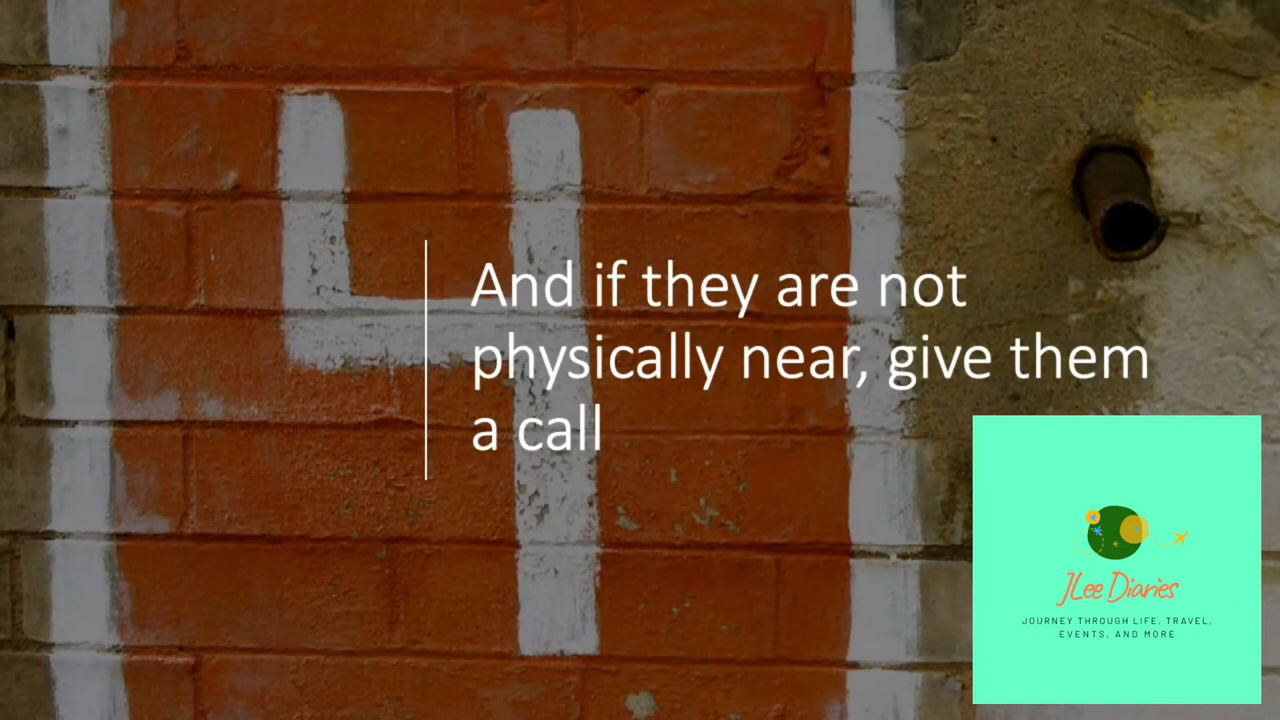 4
And if they are not
physically near, give them
a call
JLee Diaries
JOURNEY THROUGH LIFE, TRAVEL,
EVENTS, AND MORE